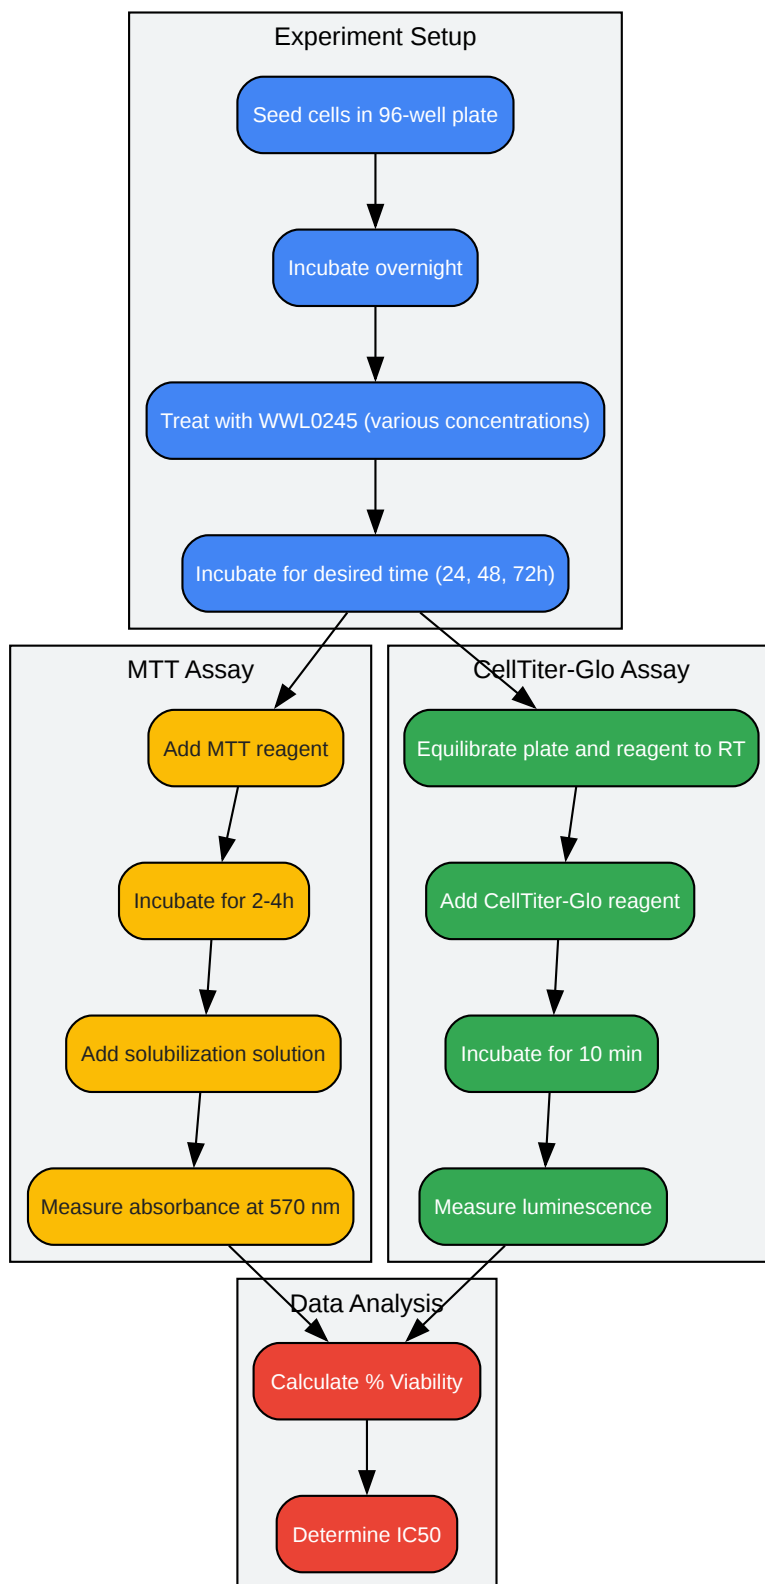 Experiment Setup
Seed cells in 96-well plate
Incubate overnight
Treat with WWL0245 (various concentrations)
Incubate for desired time (24, 48, 72h)
MTT Assay
Add MTT reagent
Incubate for 2-4h
Add solubilization solution
Measure absorbance at 570 nm
CellTiter-Glo Assay
Equilibrate plate and reagent to RT
Add CellTiter-Glo reagent
Incubate for 10 min
Measure luminescence
Data Analysis
Calculate % Viability
Determine IC50